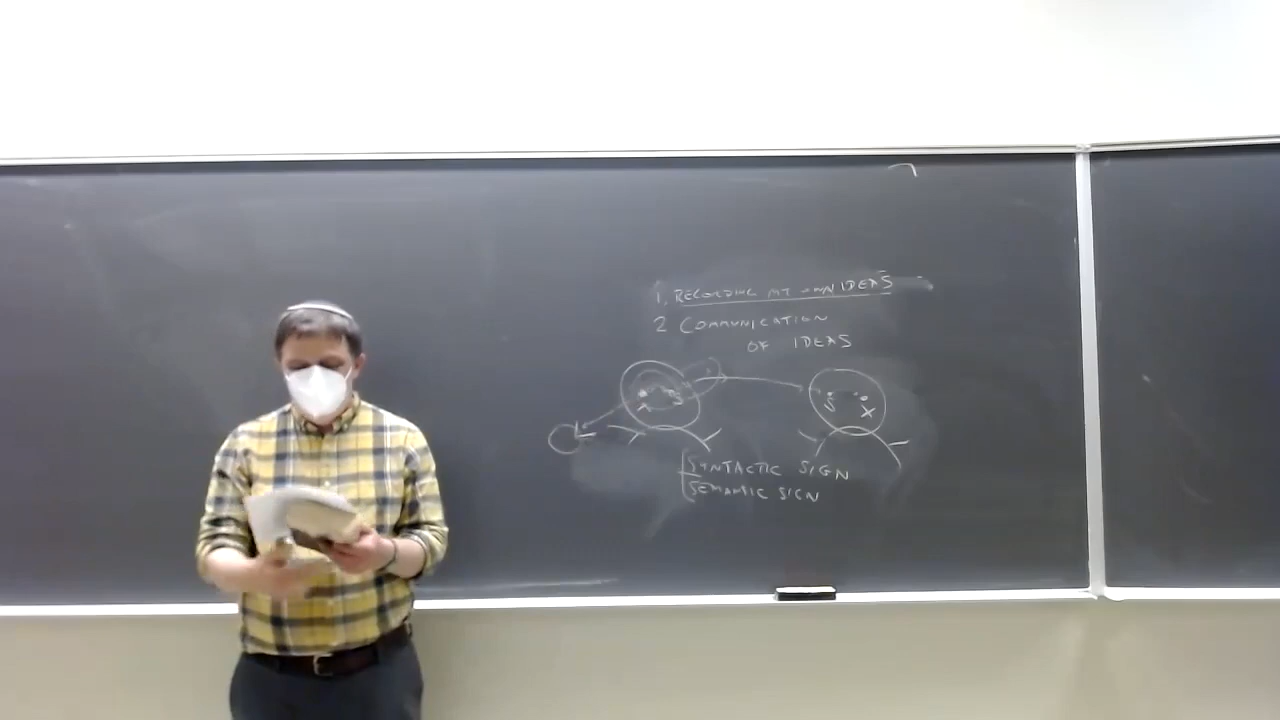 1. RECORDING MY OWN IDEAS
2 COMMUNICATION
OF IDEAS
S X
SYNTACTIC SIGN
SEMANTIC SIGN